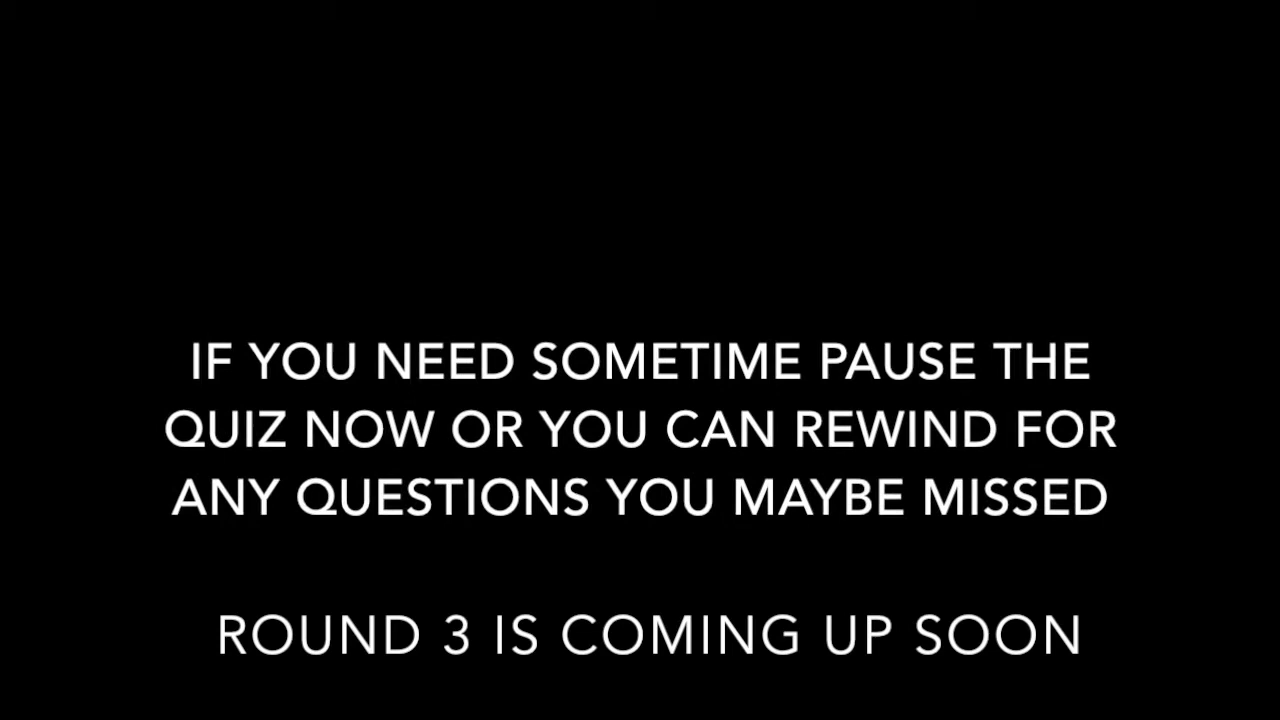 IF YOU NEED SOMETIME PAUSE THE
QUIZ NOW OR YOU CAN REWIND FOR
ANY QUESTIONS YOU MAYBE MISSED
ROUND 3 IS COMING UP SOON